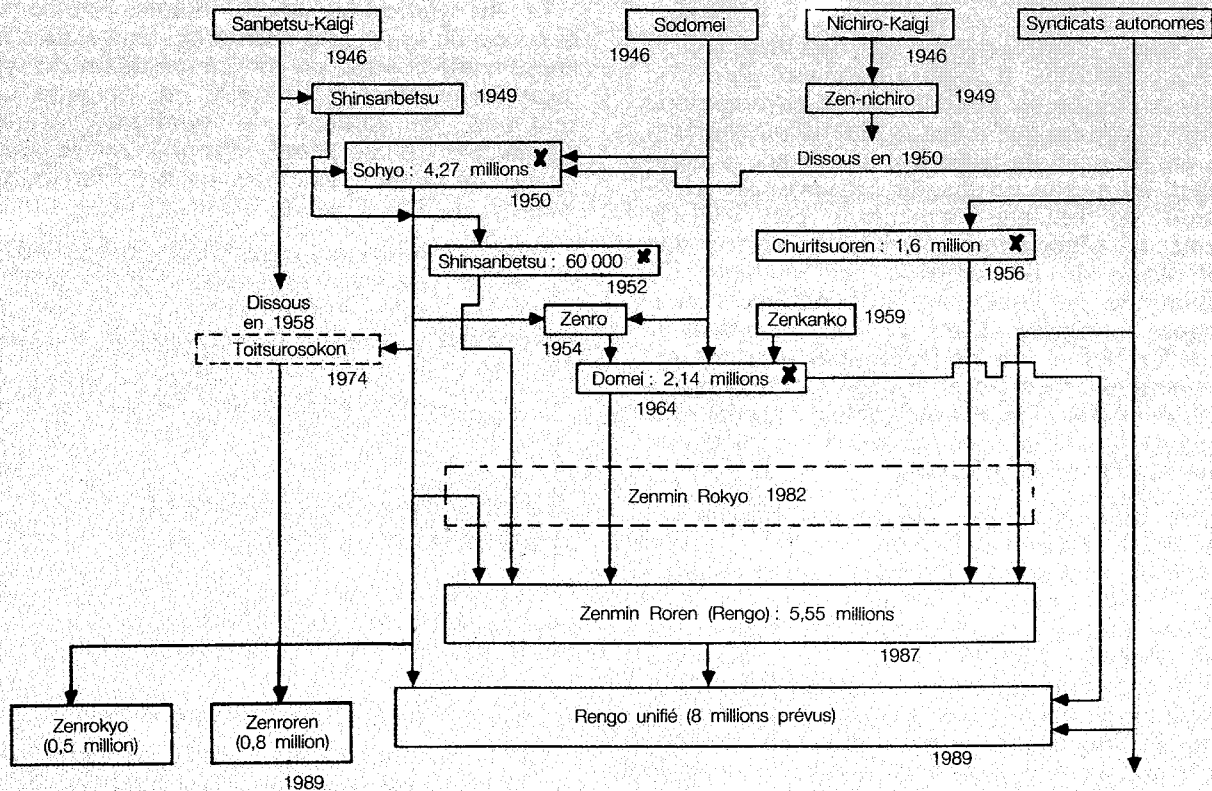 Sanbetsu-Kaigi
Sodomei
Nichiro-Kaigi
Syndicats autonomes
1946
1946
1946
Shinsanbetsu
1949
Zen-nichiro
1949
Dissous en 1950
Sohyo : 4,27 millions
1950
Churitsuoren : 1,6 million
1956
Shinsanbetsu : 60 000
1952
Dissous
en 1958
Zenro
1954
Zenkanko
1959
Toitsurosokon
1974
Domei : 2,14 millions
1964
Zenmin Rokyo 1982
Zenmin Roren (Rengo) : 5,55 millions
1987
Rengo unifié (8 millions prévus)
1989
Zenrokyo
(0,5 million)
Zenroren
(0,8 million)
1989